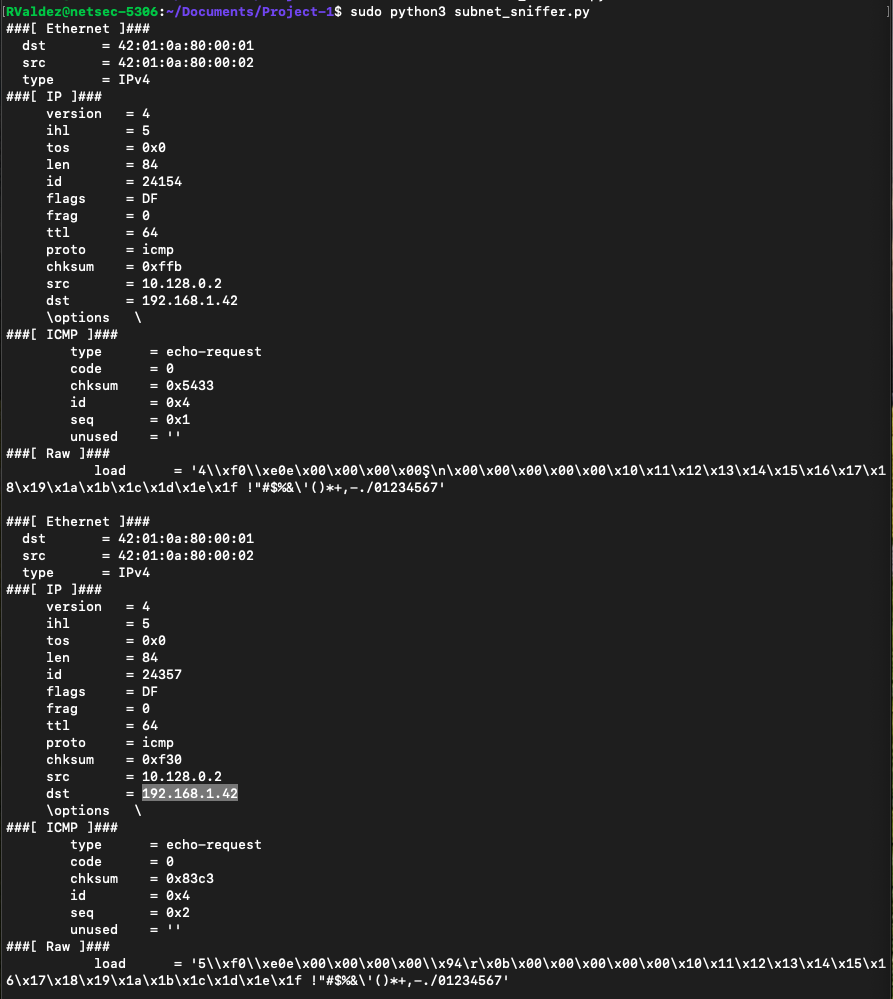 [RValdez@netsec-5306:~/Documents/Project-1$ sudo python3 subnet_sniffer.py ]
###[ Ethernet ]###
  dst       = 42:01:0a:80:00:01
  src       = 42:01:0a:80:00:02
  type      = IPv4
###[ IP ]###
     version   = 4
     ihl       = 5
     tos       = 0x0
     len       = 84
     id        = 24154
     flags     = DF
     frag      = 0
     ttl       = 64
     proto     = icmp
     chksum    = 0xffb
     src       = 10.128.0.2
     dst       = 192.168.1.42
     \options   \
###[ ICMP ]###
        type      = echo-request
        code      = 0
        chksum    = 0x5433
        id        = 0x4
        seq       = 0x1
        unused    = ''
###[ Raw ]###
           load      = '4\\xf0\\xe0e\x00\x00\x00\x00Ş\n\x00\x00\x00\x00\x00\x10\x11\x12\x13\x14\x15\x16\x17\x1
8\x19\x1a\x1b\x1c\x1d\x1e\x1f !"#$%&\'()*+,-./01234567'

###[ Ethernet ]###
  dst       = 42:01:0a:80:00:01
  src       = 42:01:0a:80:00:02
  type      = IPv4
###[ IP ]###
     version   = 4
     ihl       = 5
     tos       = 0x0
     len       = 84
     id        = 24357
     flags     = DF
     frag      = 0
     ttl       = 64
     proto     = icmp
     chksum    = 0xf30
     src       = 10.128.0.2
     dst       = 192.168.1.42
     \options   \
###[ ICMP ]###
        type      = echo-request
        code      = 0
        chksum    = 0x83c3
        id        = 0x4
        seq       = 0x2
        unused    = ''
###[ Raw ]###
           load      = '5\\xf0\\xe0e\x00\x00\x00\x00\\x94\r\x0b\x00\x00\x00\x00\x00\x10\x11\x12\x13\x14\x15\x1
6\x17\x18\x19\x1a\x1b\x1c\x1d\x1e\x1f !"#$%&\'()*+,-./01234567'